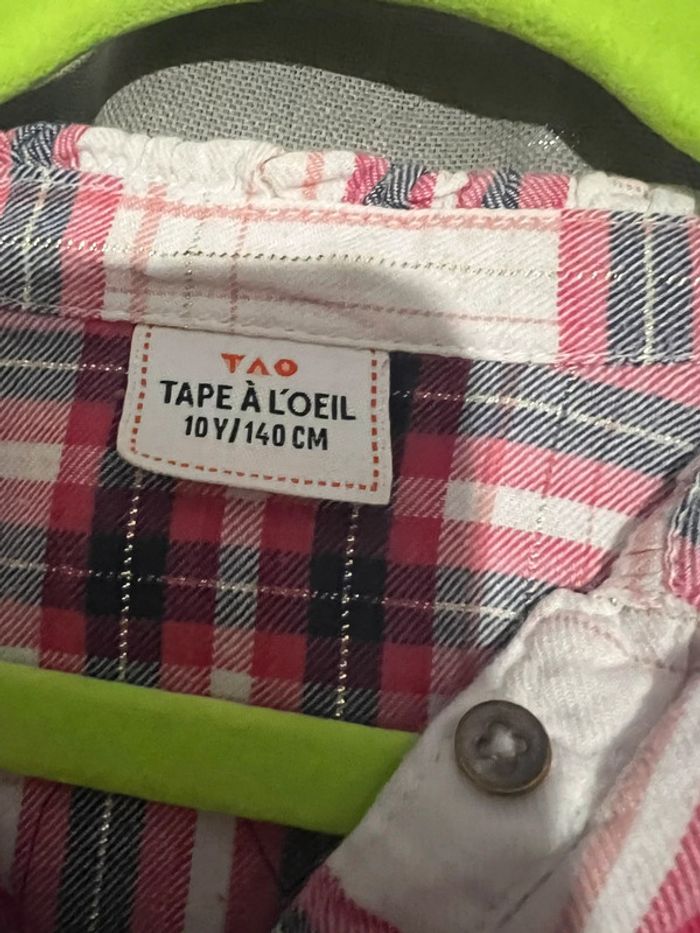 TAO
TAPE À L'OEIL
10Y/140 CM